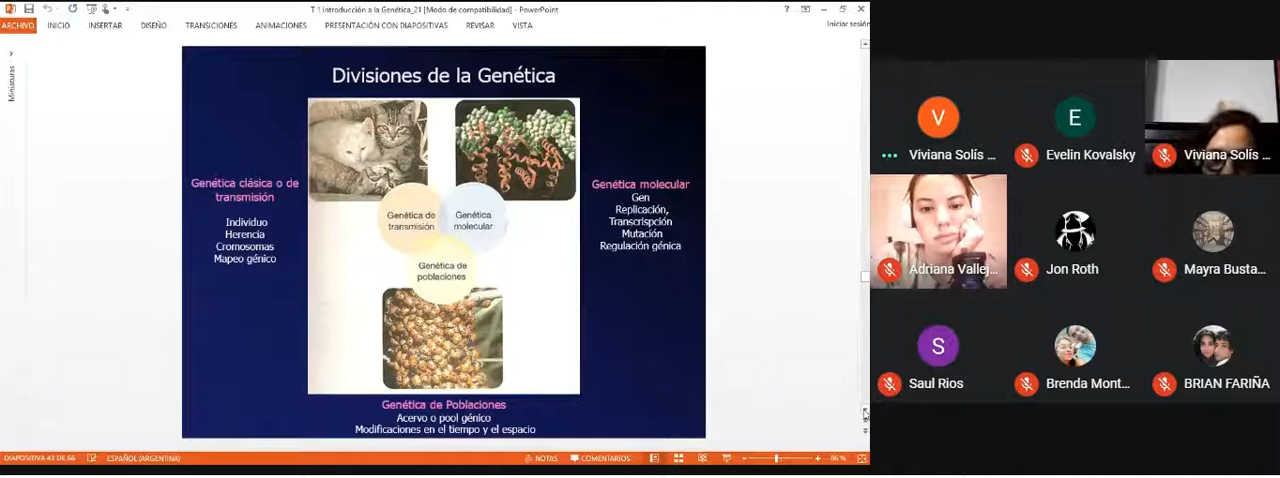 T 1 Introducción a la Genética_21 [Modo de compatibilidad] - PowerPoint
ARCHIVO INICIO INSERTAR DISEÑO TRANSICIONES ANIMACIONES PRESENTACIÓN CON DIAPOSITIVAS REVISAR VISTA
Iniciar sesión
Miniaturas
Divisiones de la Genética
Genética clásica o de
transmisión
Individuo
Herencia
Cromosomas
Mapeo génico
Genética de
transmisión
Genética
molecular
Genética de
poblaciones
Genética molecular
Gen
Replicación,
Transcrispción
Mutación
Regulación génica
Genética de Poblaciones
Acervo o pool génico
Modificaciones en el tiempo y el espacio
DIAPOSITIVA 43 DE 66 ESPAÑOL (ARGENTINA) NOTAS COMENTARIOS 86 %
V
Viviana Solís ...
E
Evelin Kovalsky
Viviana Solís ...
Adriana Vallej...
Jon Roth
Mayra Busta...
S
Saul Rios
Brenda Mont...
BRIAN FARIÑA